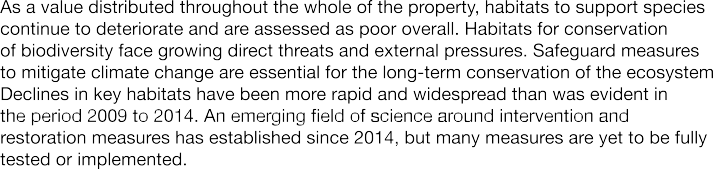 As a value distributed throughout the whole of the property, habitats to support species
continue to deteriorate and are assessed as poor overall. Habitats for conservation
of biodiversity face growing direct threats and external pressures. Safeguard measures
to mitigate climate change are essential for the long-term conservation of the ecosystem
Declines in key habitats have been more rapid and widespread than was evident in
the period 2009 to 2014. An emerging field of science around intervention and
restoration measures has established since 2014, but many measures are yet to be fully
tested or implemented.